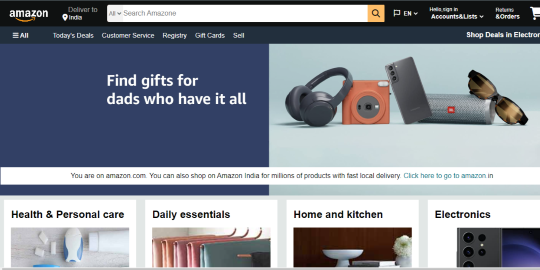 amazon
Deliver to
India
All
Search Amazone
EN
Hello,sign in
Accounts&Lists
Returns
&Orders
All
Today's Deals
Customer Service
Registry
Gift Cards
Sell
Shop Deals in Electron
Find gifts for
dads who have it all
JBL
You are on amazon.com. You can also shop on Amazon India for millions of products with fast local delivery. Click here to go to amazon in
Health & Personal care
Daily essentials
Home and kitchen
Electronics